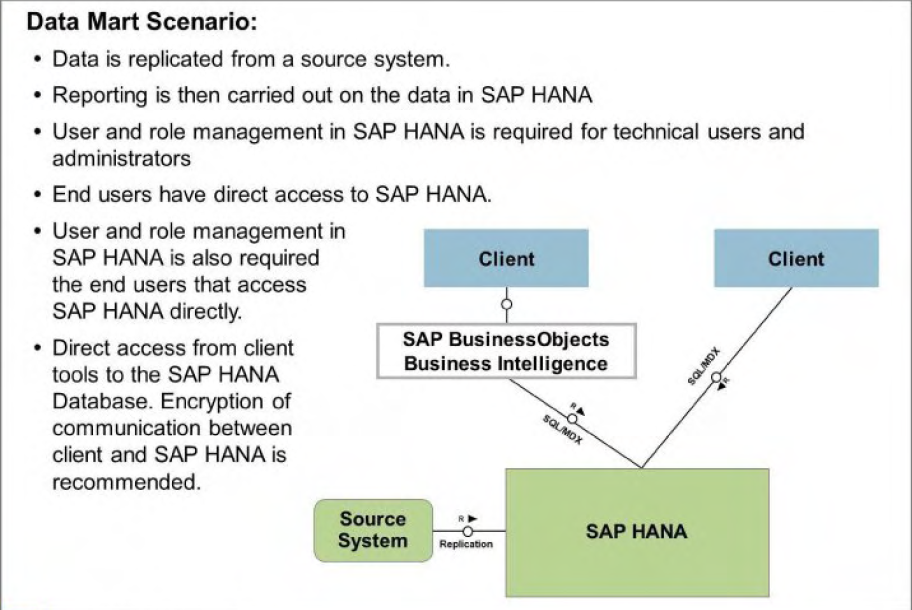 Data Mart Scenario:
• Data is replicated from a source system.
• Reporting is then carried out on the data in SAP HANA
• User and role management in SAP HANA is required for technical users and
administrators
• End users have direct access to SAP HANA.
• User and role management in
SAP HANA is also required
the end users that access
SAP HANA directly.
• Direct access from client
tools to the SAP HANA
Database. Encryption of
communication between
client and SAP HANA is
recommended.
Client
Client
SAP BusinessObjects
Business Intelligence
SQL/MDX
R
R
SQL/MDX
Source
System
R
Replication
SAP HANA